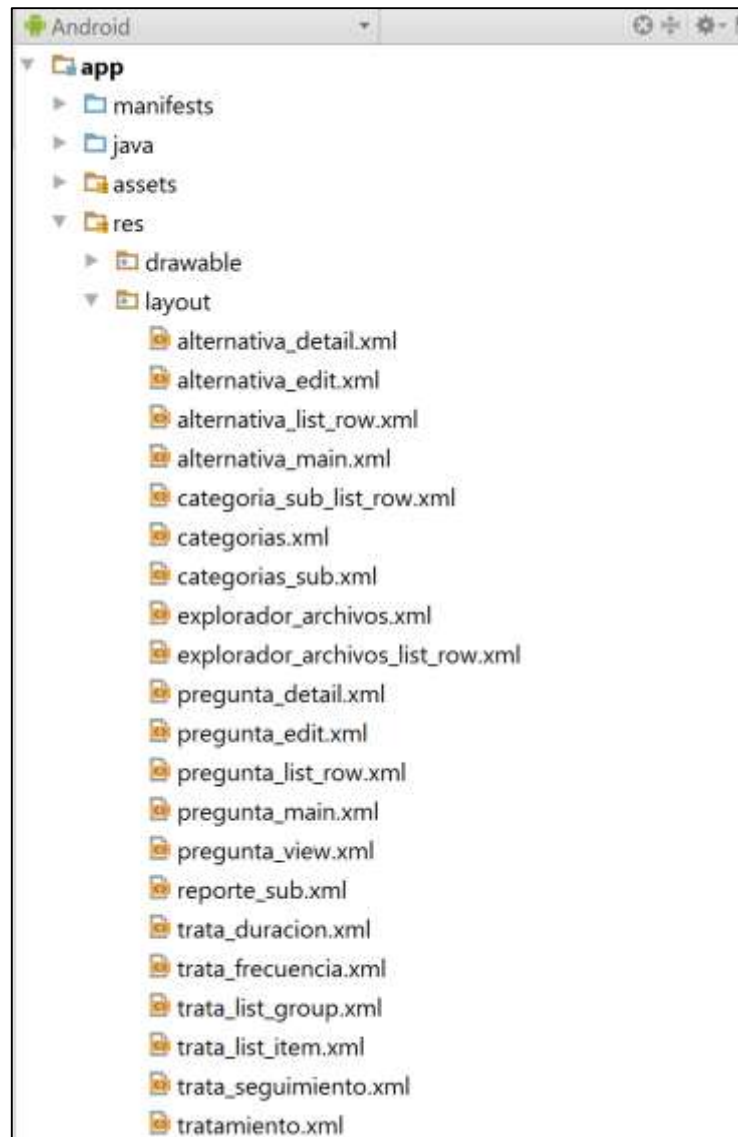 Android
app
manifests
java
assets
res
drawable
layout
alternativa_detail.xml
alternativa_edit.xml
alternativa_list_row.xml
alternativa_main.xml
categoria_sub_list_row.xml
categorias.xml
categorias_sub.xml
explorador_archivos.xml
explorador_archivos_list_row.xml
pregunta_detail.xml
pregunta_edit.xml
pregunta_list_row.xml
pregunta_main.xml
pregunta_view.xml
reporte_sub.xml
trata_duracion.xml
trata_frecuencia.xml
trata_list_group.xml
trata_list_item.xml
trata_seguimiento.xml
tratamiento.xml